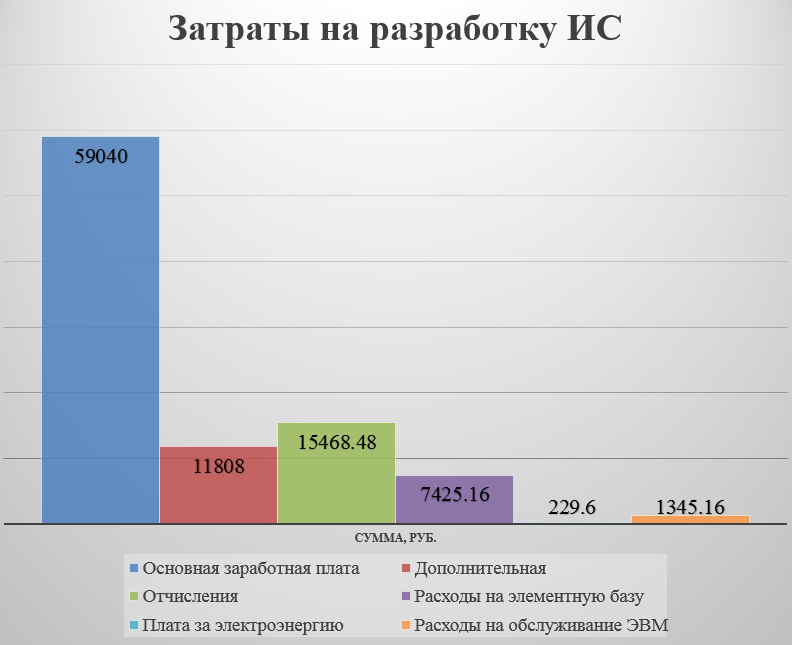 Затраты на разработку ИС
59040
11808
15468.48
7425.16
229.6
1345.16
СУММА, РУБ.
Основная заработная плата
Дополнительная
Отчисления
Расходы на элементную базу
Плата за электроэнергию
Расходы на обслуживание ЭВМ